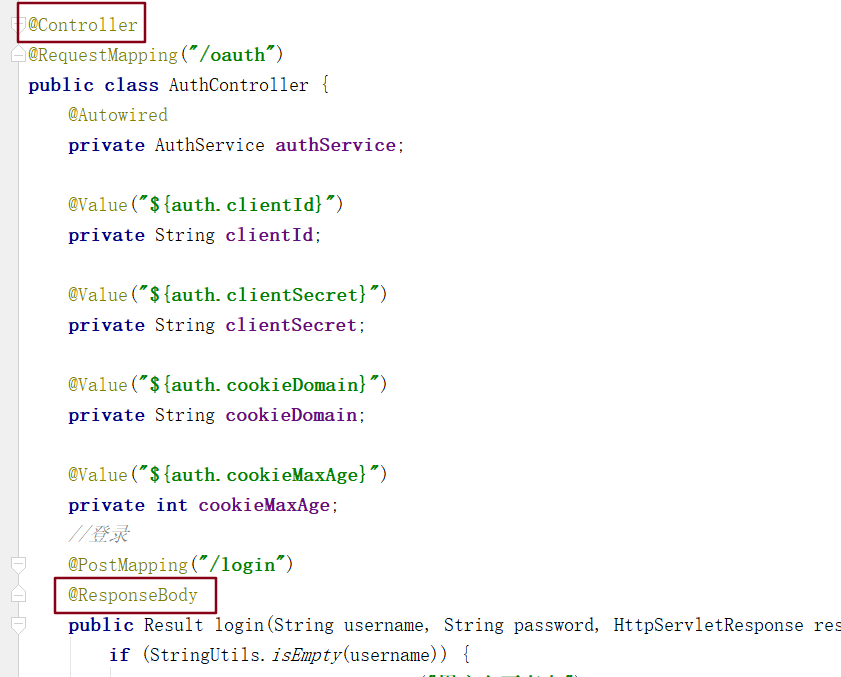 @Controller
@RequestMapping("/oauth")
public class AuthController {
@Autowired
private AuthService authService;
@Value("${auth.clientId}")
private String clientId;
@Value("${auth.clientSecret}")
private String clientSecret;
@Value("${auth.cookieDomain}")
private String cookieDomain;
@Value("${auth.cookieMaxAge}")
private int cookieMaxAge;
//登录
@PostMapping("/login")
@ResponseBody
public Result login(String username, String password, HttpServletResponse res
if (StringUtils.isEmpty(username)) {